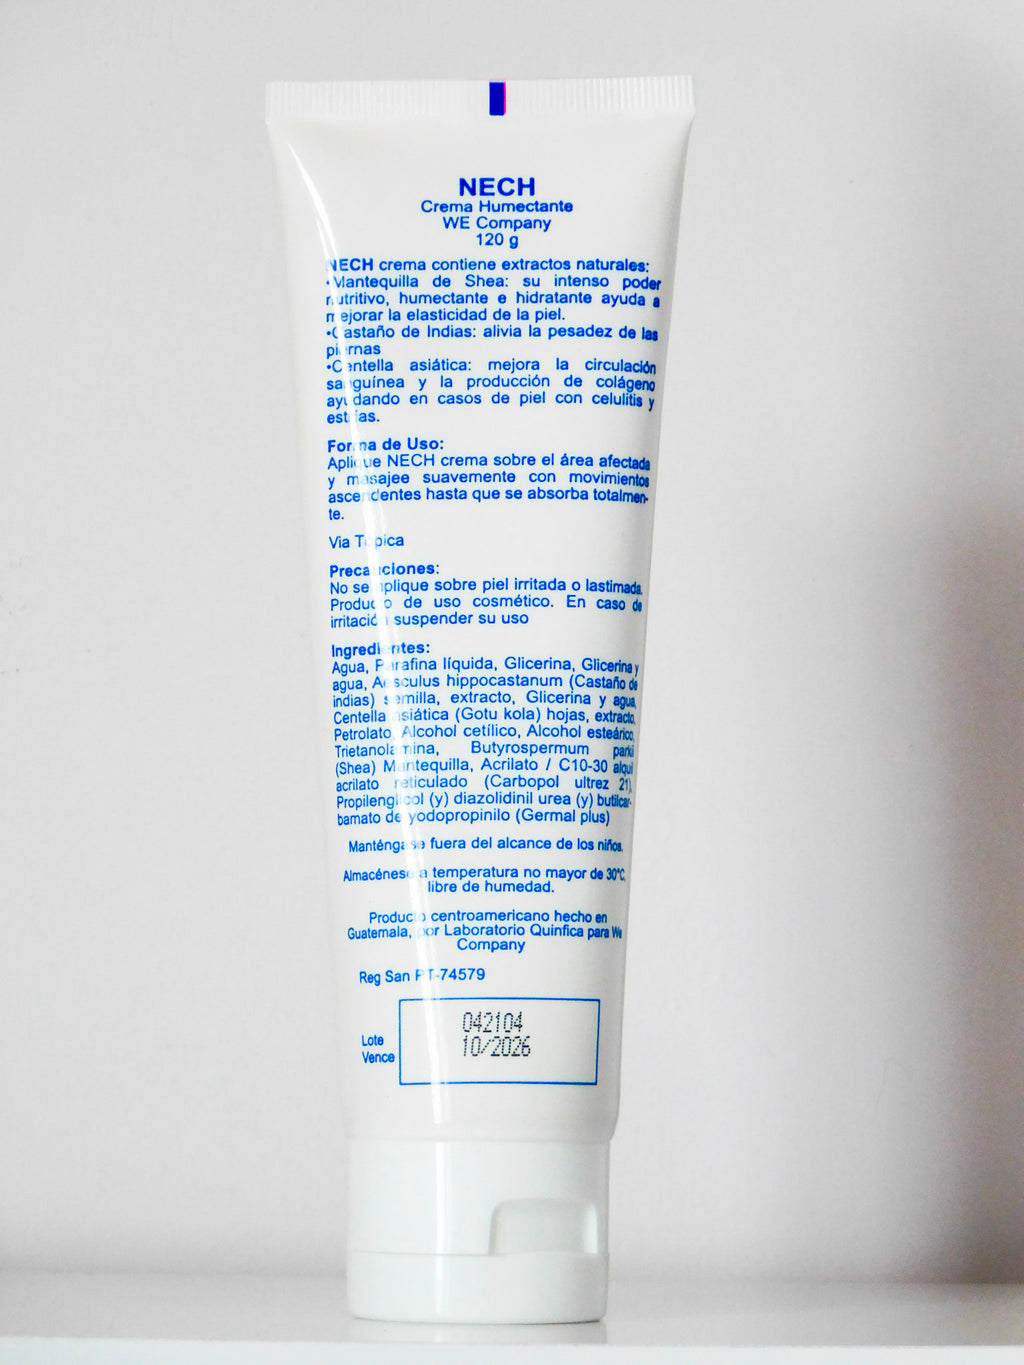 NECH
Crema Humectante
WE Company
120 g
NECH crema contiene extractos naturales:
•Mantequilla de Shea: su intenso poder
nutritivo, humectante e hidratante ayuda a
mejorar la elasticidad de la piel.
•Castaño de Indias: alivia la pesadez de las
piernas
•Centella asiática: mejora la circulación
sanguínea y la producción de colágeno
ayudando en casos de piel con celulitis y
estrías.
Forma de Uso:
Aplique NECH crema sobre el área afectada
y masajee suavemente con movimientos
ascendentes hasta que se absorba totalmen-
te.
Via Tópica
Precauciones:
No se aplique sobre piel irritada o lastimada.
Producto de uso cosmético. En caso de
irritación suspender su uso
Ingredientes:
Agua, Parafina líquida, Glicerina, Glicerina y
agua, Aesculus hippocastanum (Castaño de
indias) semilla, extracto, Glicerina y agua,
Centella asiática (Gotu kola) hojas, extracto,
Petrolato, Alcohol cetílico, Alcohol esteárico,
Trietanolamina, Butyrospermum parkii
(Shea) Mantequilla, Acrilato / C10-30 alquil
acrilato reticulado (Carbopol ultrez 21),
Propilenglicol (y) diazolidinil urea (y) butilcar-
bamato de yodopropinilo (Germal plus)
Manténgase fuera del alcance de los niños.
Almacénese a temperatura no mayor de 30°C,
libre de humedad.
Producto centroamericano hecho en
Guatemala, por Laboratorio Quinfica para We
Company
Reg San PT-74579
Lote 042104
Vence 10/2026